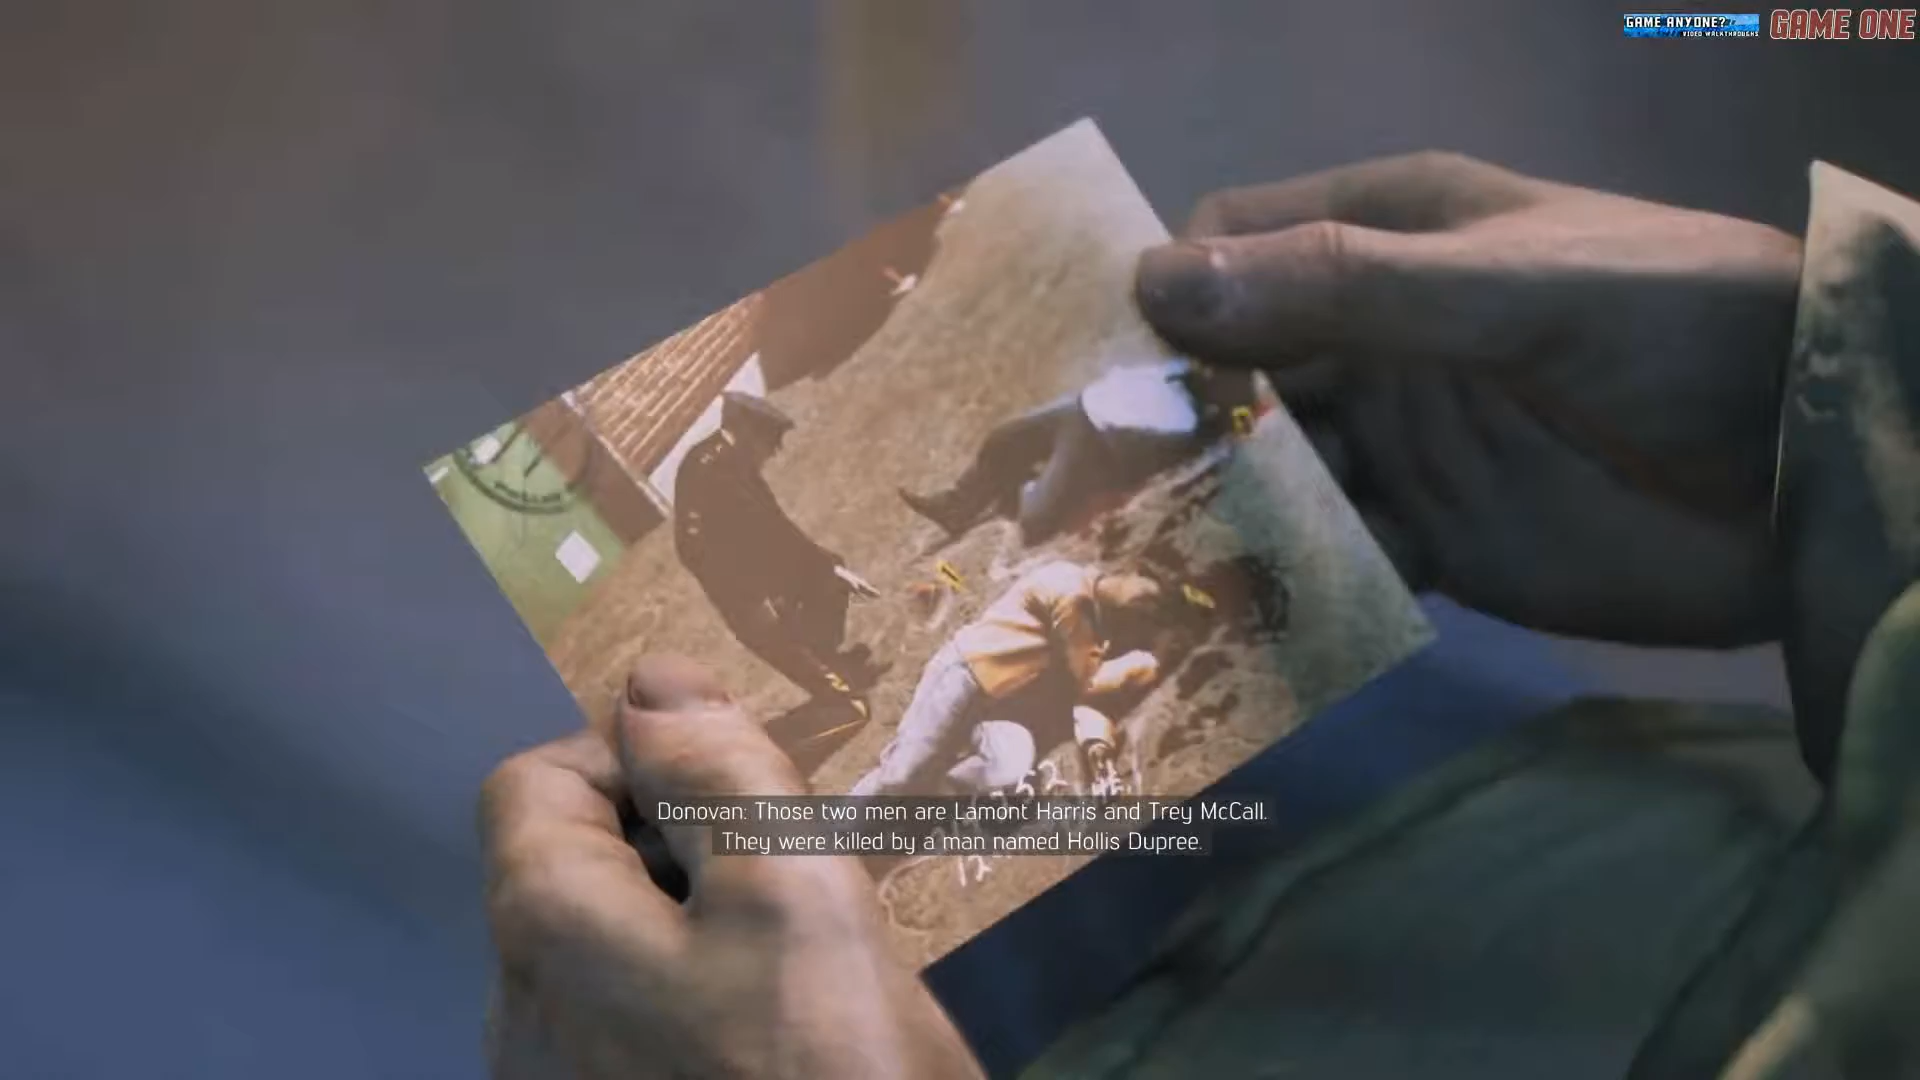 GAME ANYONE?
VIDEO WALKTHROUGHS
GAME ONE
Donovan: Those two men are Lamont Harris and Trey McCall.
They were killed by a man named Hollis Dupree.